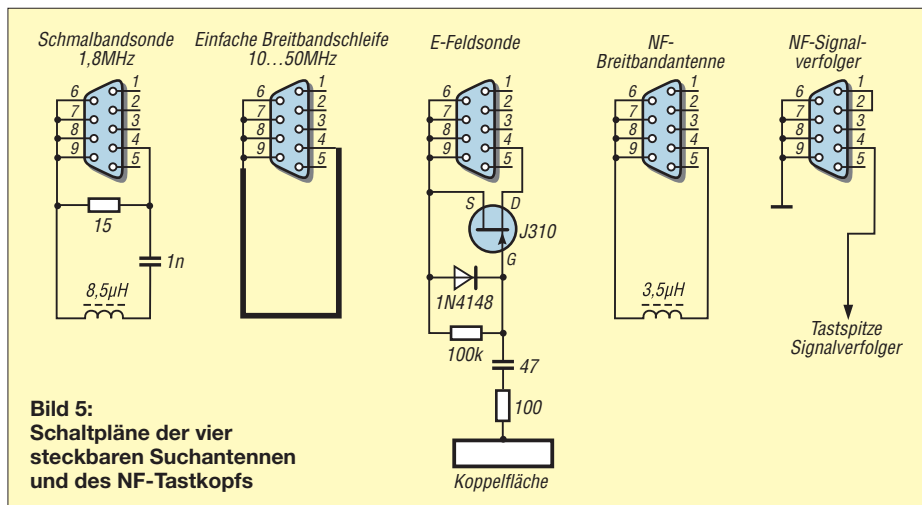 Schmalbandsonde
1,8MHz
6
7
8
9
1
2
3
4
5
15
1n
8,5µH
Einfache Breitbandschleife
10...50MHz
6
7
8
9
1
2
3
4
5
E-Feldsonde
6
7
8
9
1
2
3
4
5
S
D
J310
G
1N4148
100k
47
100
Koppelfläche
NF-
Breitbandantenne
6
7
8
9
1
2
3
4
5
3,5µH
NF-Signal-
verfolger
6
7
8
9
1
2
3
4
5
Tastspitze
Signalverfolger
Bild 5:
Schaltpläne der vier
steckbaren Suchantennen
und des NF-Tastkopfs